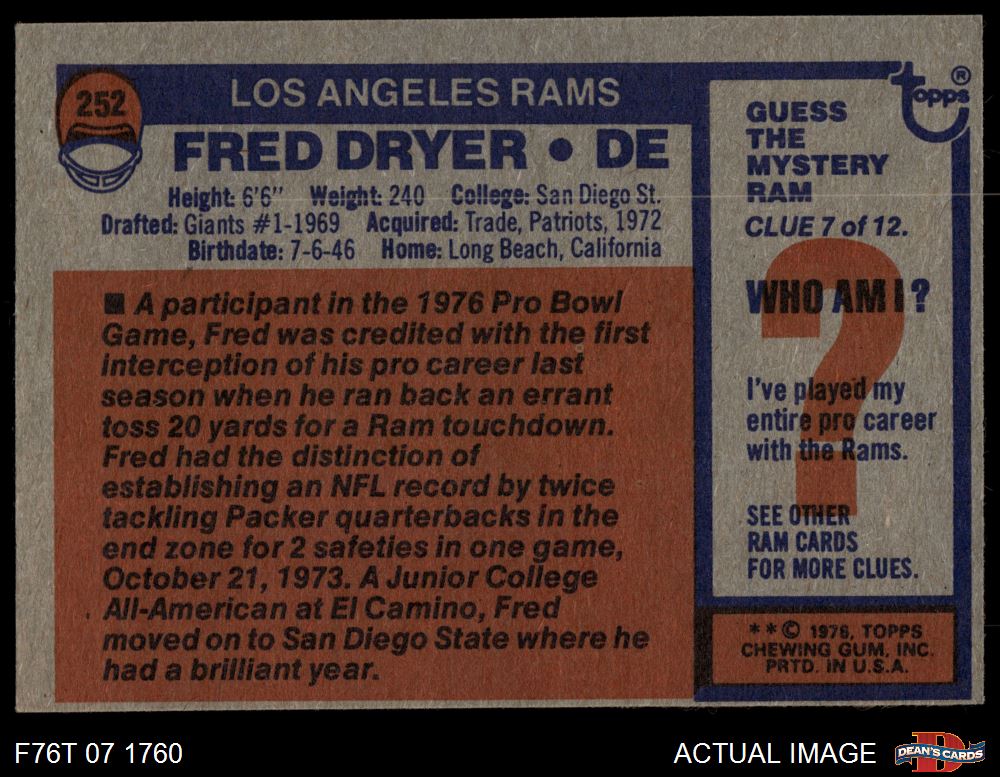 252
LOS ANGELES RAMS
FRED DRYER • DE
Height: 6'6" Weight: 240 College: San Diego St.
Drafted: Giants #1-1969 Acquired: Trade, Patriots, 1972
Birthdate: 7-6-46 Home: Long Beach, California
■ A participant in the 1976 Pro Bowl
Game, Fred was credited with the first
interception of his pro career last
season when he ran back an errant
toss 20 yards for a Ram touchdown.
Fred had the distinction of
establishing an NFL record by twice
tackling Packer quarterbacks in the
end zone for 2 safeties in one game,
October 21, 1973. A Junior College
All-American at El Camino, Fred
moved on to San Diego State where he
had a brilliant year.
topps ®
GUESS
THE
MYSTERY
RAM
CLUE 7 of 12.
?
WHO AM I?
I've played my
entire pro career
with the Rams.
SEE OTHER
RAM CARDS
FOR MORE CLUES.
**© 1976, TOPPS
CHEWING GUM, INC.
PRTD. IN U.S.A.
F76T 07 1760
ACTUAL IMAGE
D
DEAN'S CARDS